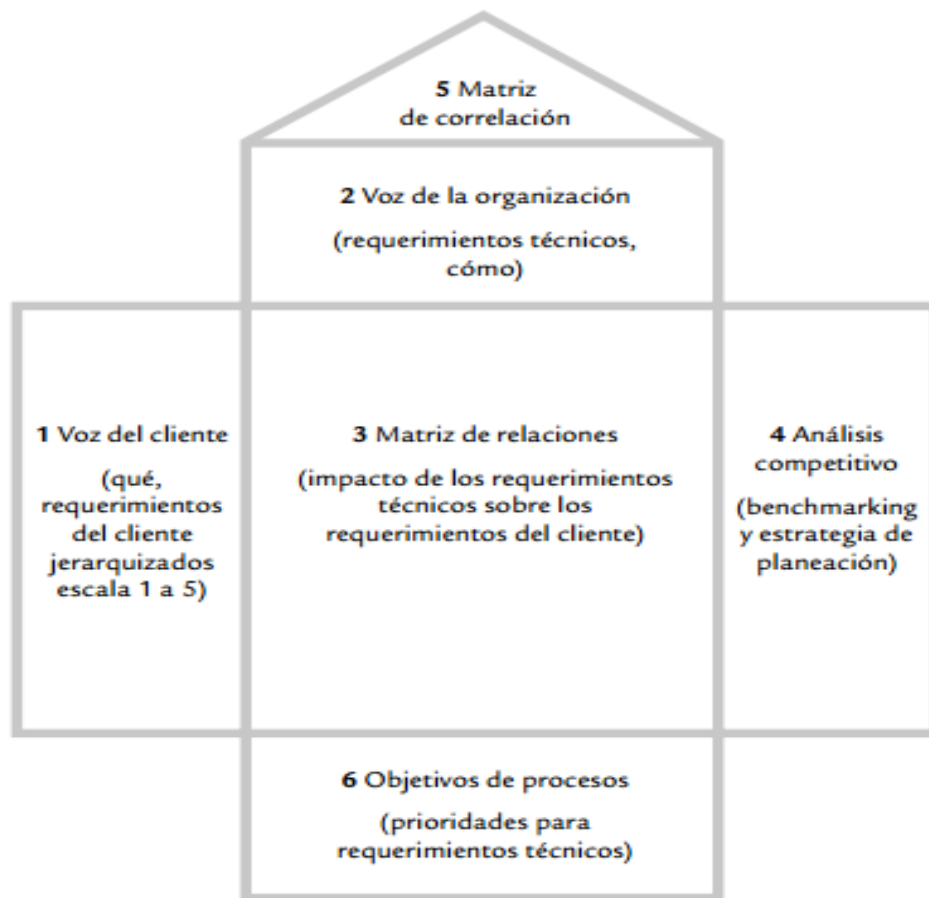 5 Matriz
de correlación
2 Voz de la organización
(requerimientos técnicos,
cómo)
1 Voz del cliente
(qué,
requerimientos
del cliente
jerarquizados
escala 1 a 5)
3 Matriz de relaciones
(impacto de los requerimientos
técnicos sobre los
requerimientos del cliente)
4 Análisis
competitivo
(benchmarking
y estrategia de
planeación)
6 Objetivos de procesos
(prioridades para
requerimientos técnicos)